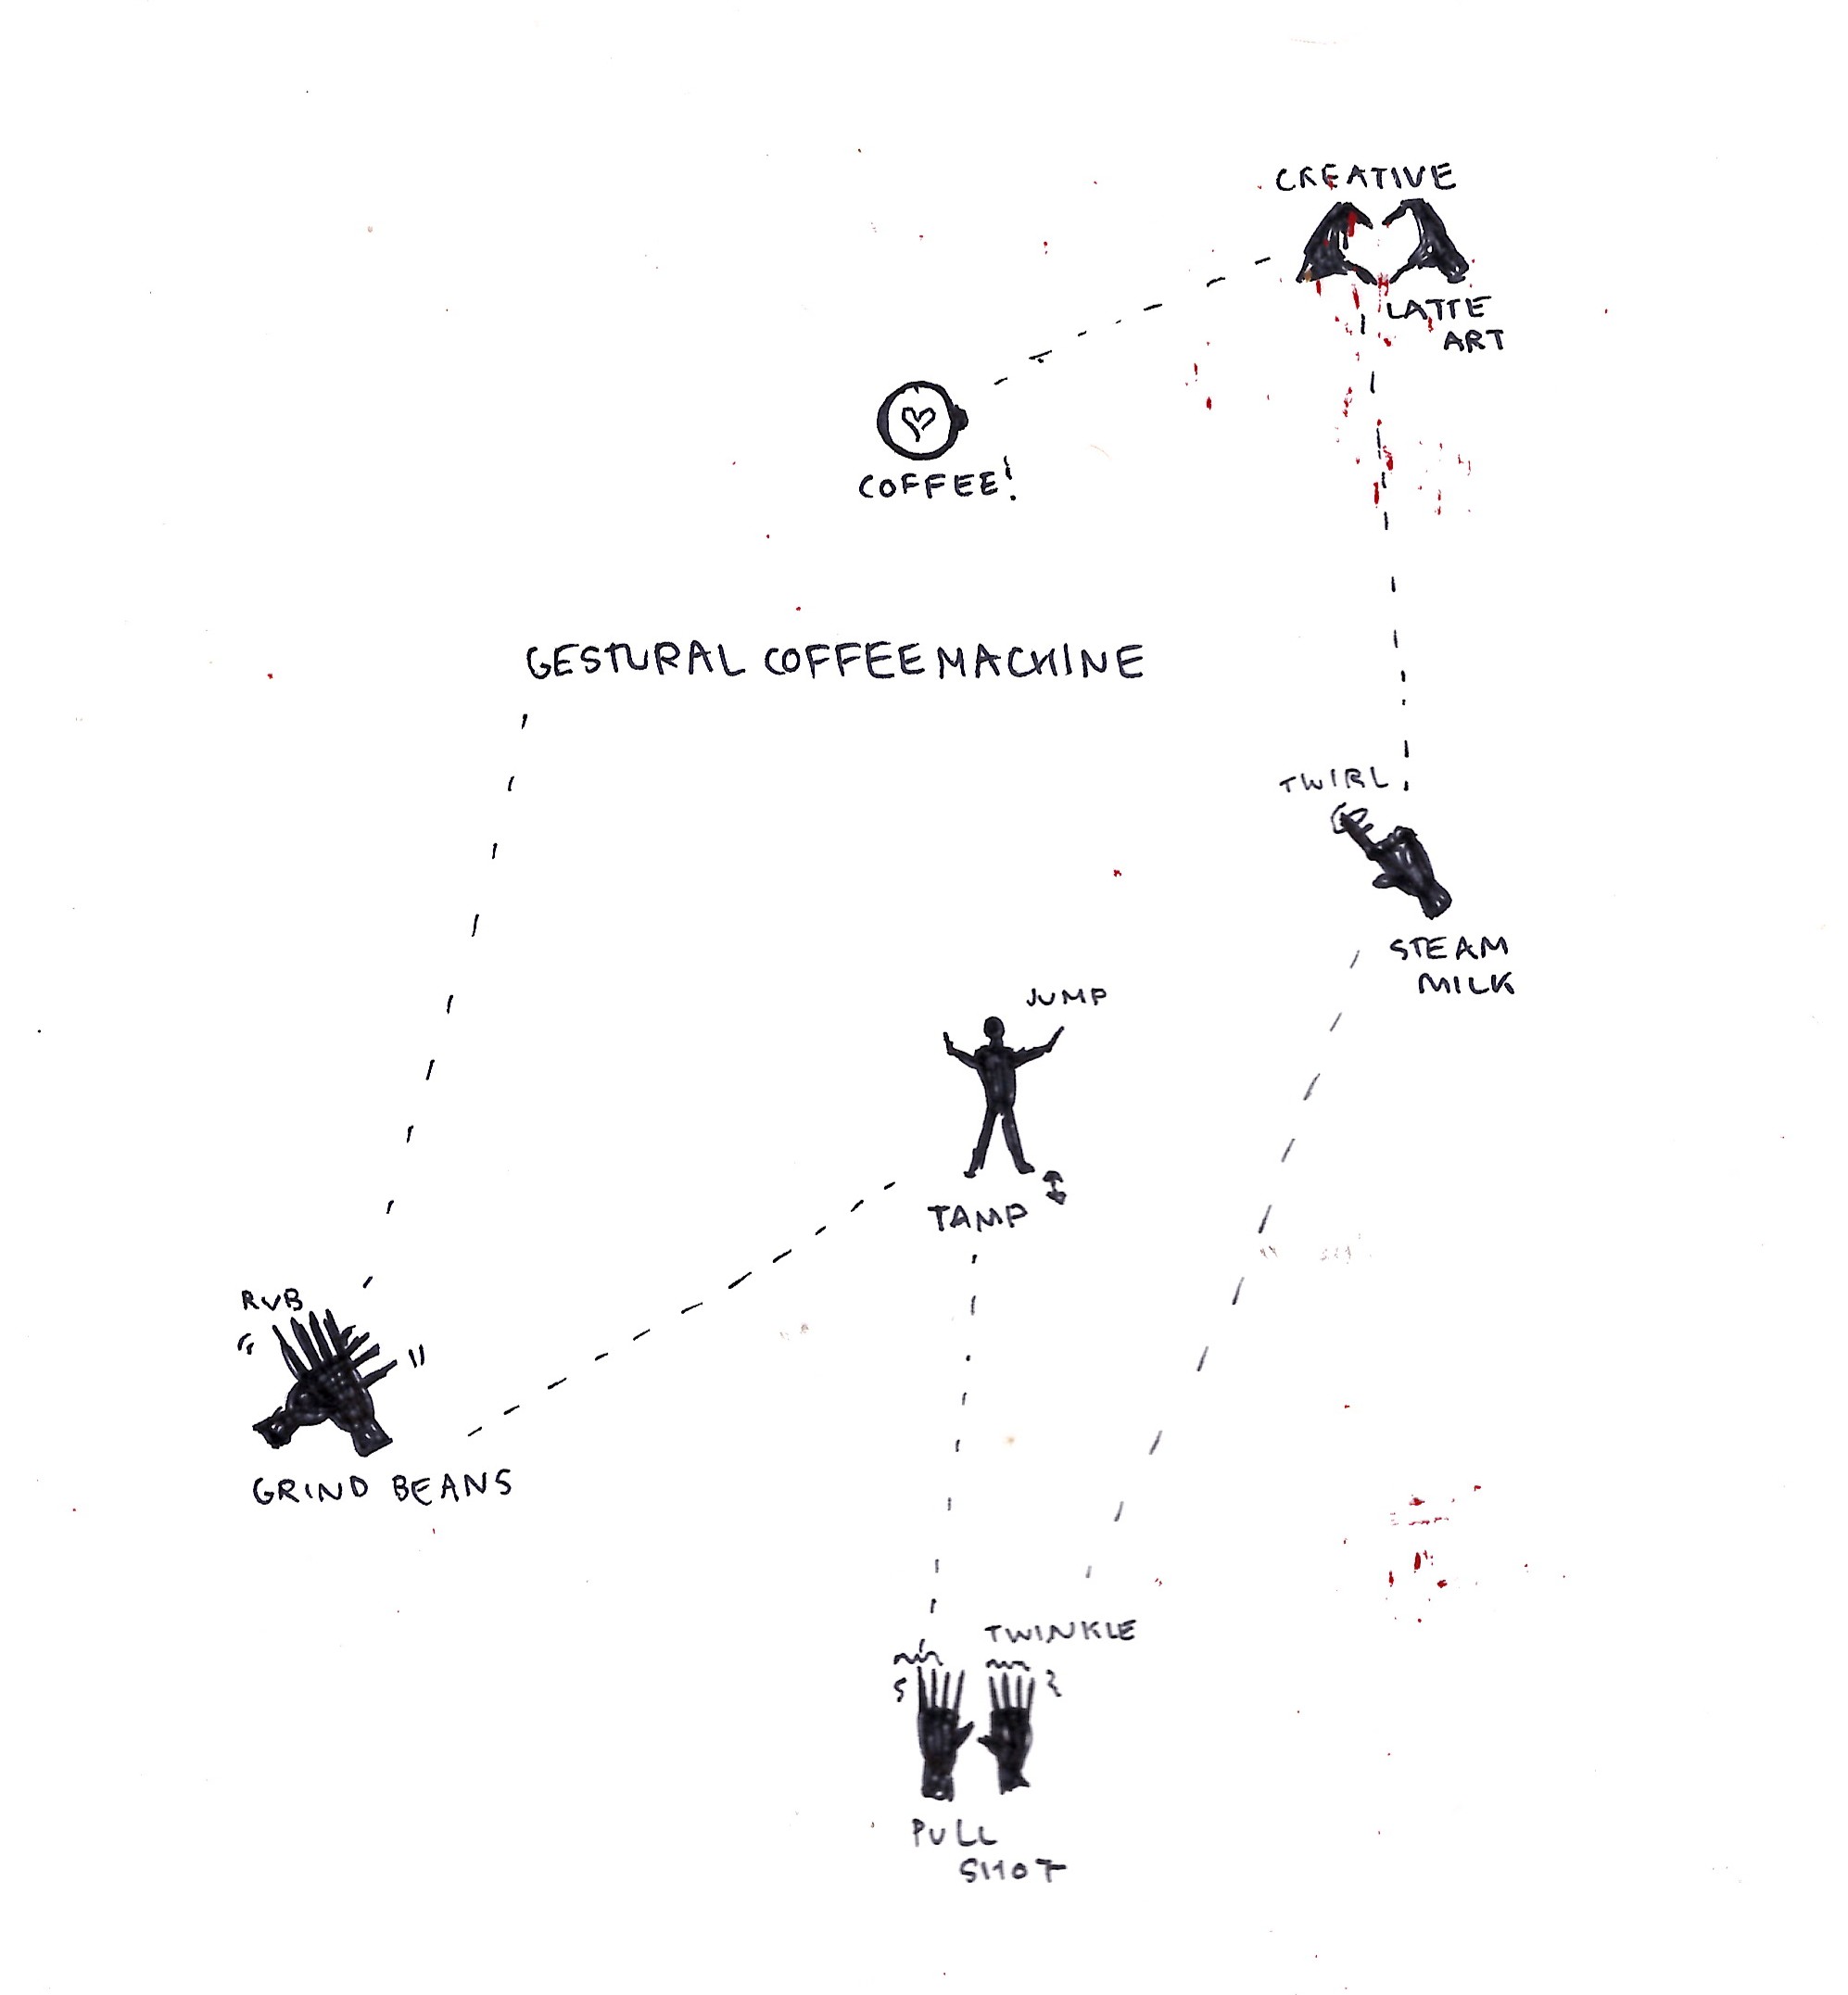 CREATIVE
LATTE
ART
COFFEE!
GESTURAL COFFEE MACHINE
TWIRL
STEAM
MILK
JUMP
TAMP
RUB
GRIND BEANS
TWINKLE
PULL
SHOT